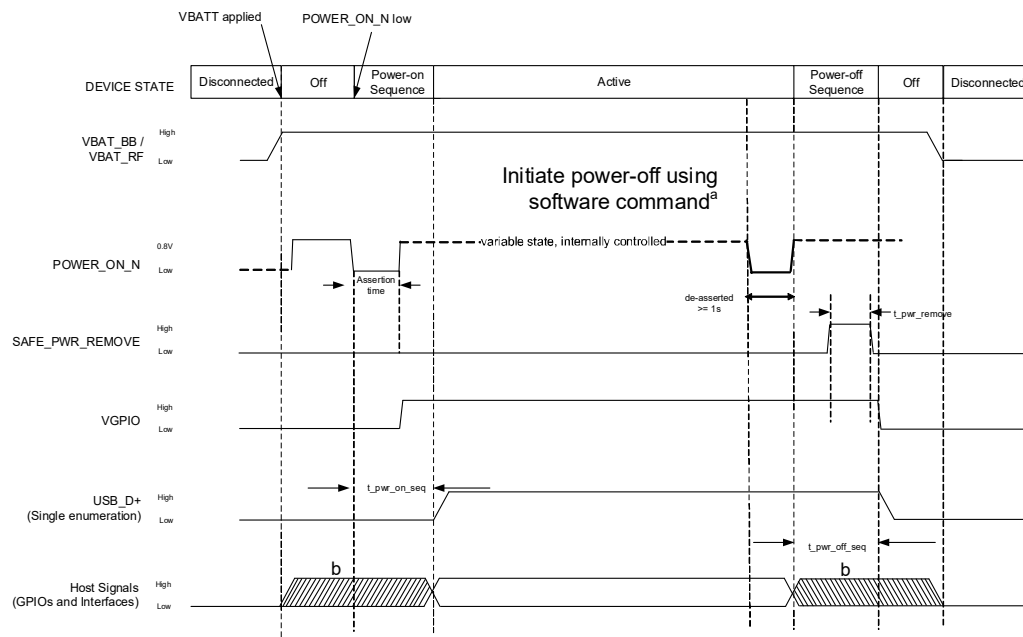 VBATT applied
POWER_ON_N low
DEVICE STATE
Disconnected
Off
Power-on
Sequence
Active
Power-off
Sequence
Off
Disconnected
VBAT_BB /
VBAT_RF
High
Low
Initiate power-off using
software commandᵃ
POWER_ON_N
0.8V
Low
variable state, internally controlled
Assertion
time
de-asserted
>= 1s
t_pwr_remove
SAFE_PWR_REMOVE
High
Low
VGPIO
High
Low
t_pwr_on_seq
USB_D+
(Single enumeration)
High
Low
t_pwr_off_seq
Host Signals
(GPIOs and Interfaces)
High
Low
b
b